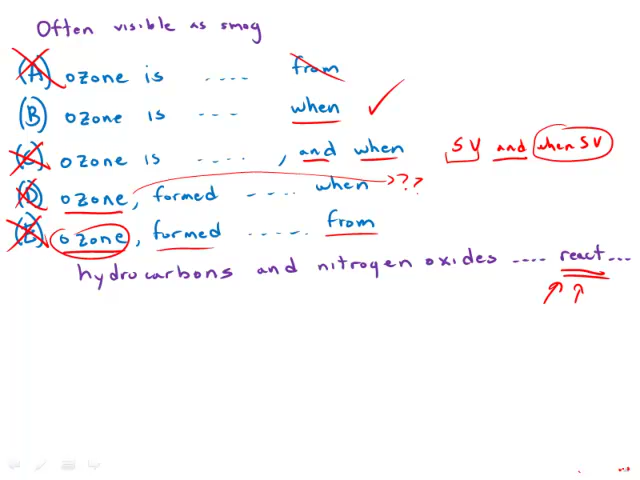 Often visible as smog
(A) ozone is .... from
(B) ozone is ... when
(C) ozone is ....., and when SV and when SV
(D) ozone, formed ..... when ???
(E) ozone, formed ...... from
hydrocarbons and nitrogen oxides .... react ...